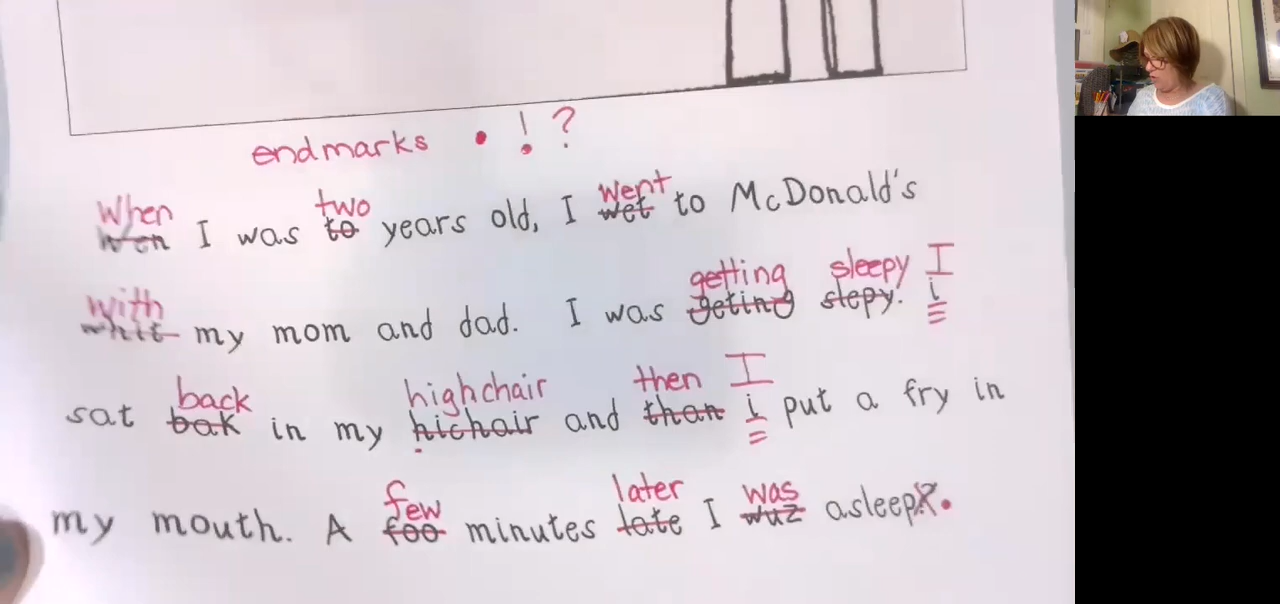 endmarks . ! ?
When two went
wen I was to years old, I wet to McDonald's
with getting sleepy I
whit my mom and dad. I was geting slepy. i
back highchair then I
sat bak in my hichair and than i put a fry in
few later was
my mouth. A foo minutes late I wuz asleep?.